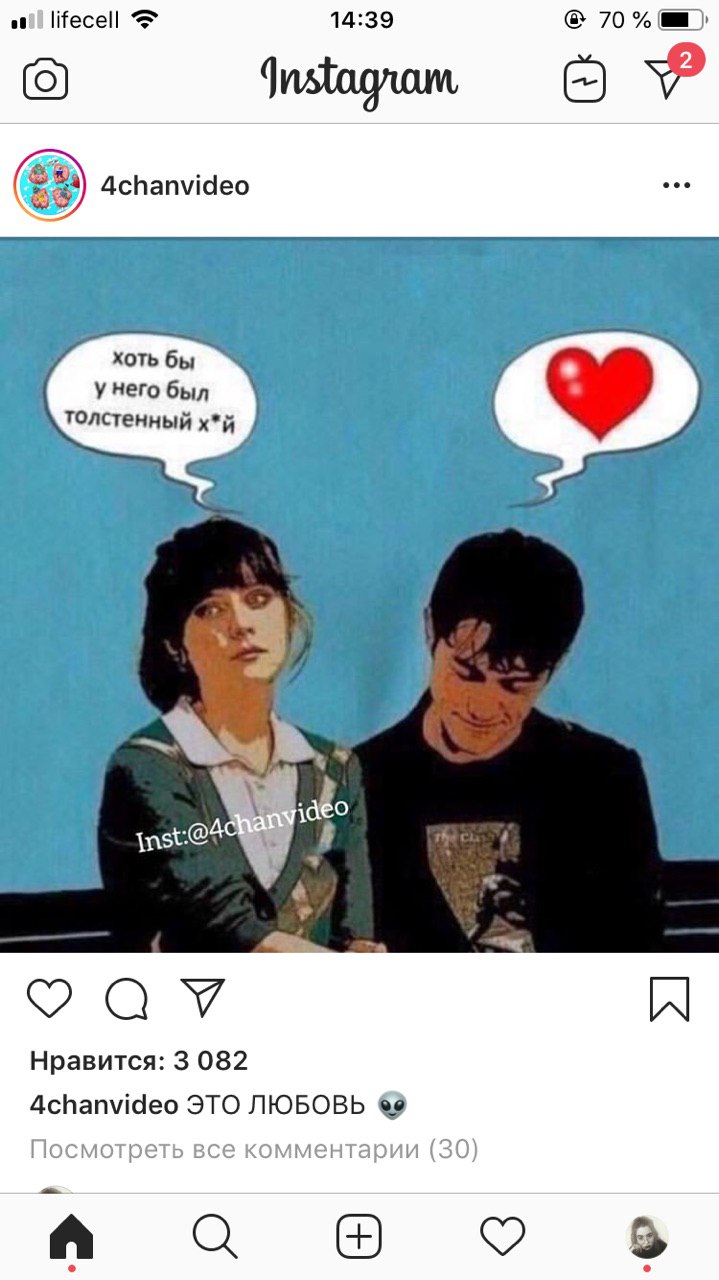 lifecell
14:39
70 %
Instagram
2
4chanvideo
хоть бы
у него был
толстенный х*й
Inst:@4chanvideo
Нравится: 3 082
4chanvideo ЭТО ЛЮБОВЬ 👽
Посмотреть все комментарии (30)